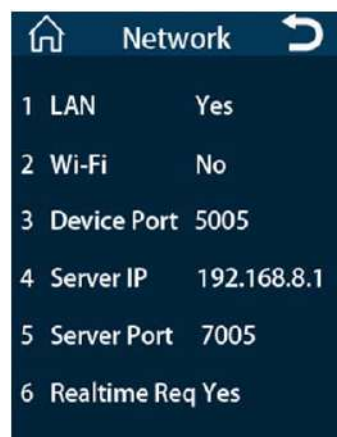 Network
1 LAN Yes
2 Wi-Fi No
3 Device Port 5005
4 Server IP 192.168.8.1
5 Server Port 7005
6 Realtime Req Yes